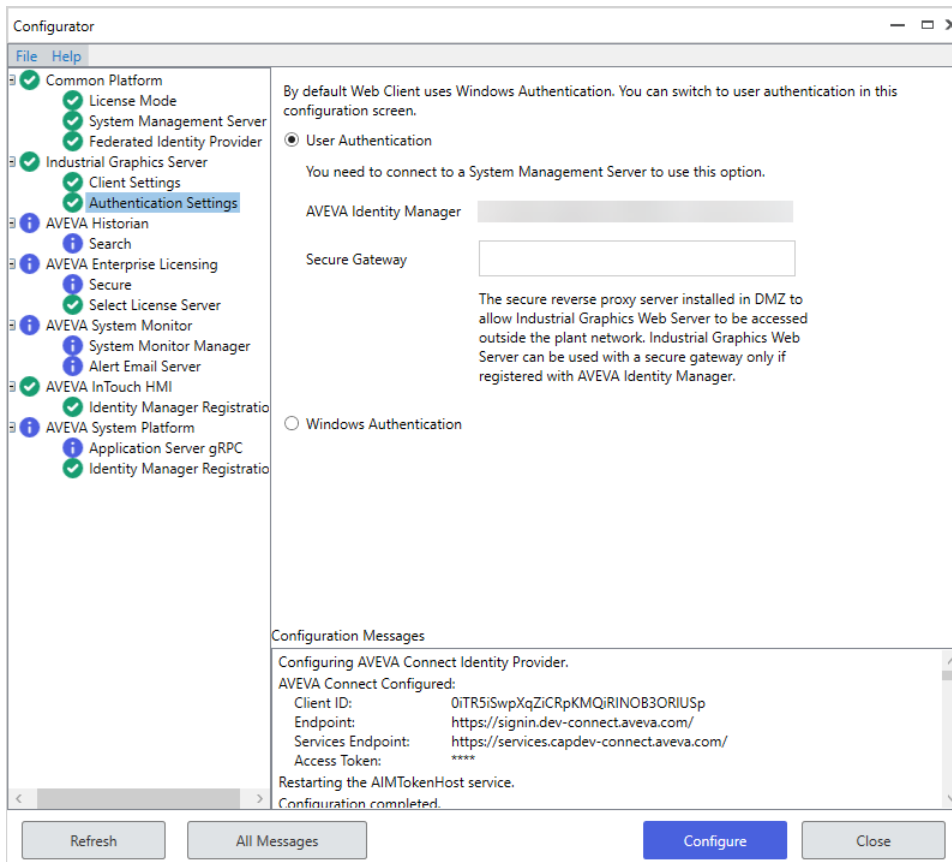 Configurator
File Help
Common Platform
License Mode
System Management Server
Federated Identity Provider
Industrial Graphics Server
Client Settings
Authentication Settings
AVEVA Historian
Search
AVEVA Enterprise Licensing
Secure
Select License Server
AVEVA System Monitor
System Monitor Manager
Alert Email Server
AVEVA InTouch HMI
Identity Manager Registratio
AVEVA System Platform
Application Server gRPC
Identity Manager Registratio
By default Web Client uses Windows Authentication. You can switch to user authentication in this
configuration screen.
User Authentication
You need to connect to a System Management Server to use this option.
AVEVA Identity Manager
Secure Gateway
The secure reverse proxy server installed in DMZ to
allow Industrial Graphics Web Server to be accessed
outside the plant network. Industrial Graphics Web
Server can be used with a secure gateway only if
registered with AVEVA Identity Manager.
Windows Authentication
Configuration Messages
Configuring AVEVA Connect Identity Provider.
AVEVA Connect Configured:
Client ID: 0iTR5iSwpXqZiCRpKMQiRINOB3ORIUSp
Endpoint: https://signin.dev-connect.aveva.com/
Services Endpoint: https://services.capdev-connect.aveva.com/
Access Token: ****
Restarting the AIMTokenHost service.
Configuration completed.
Refresh All Messages Configure Close